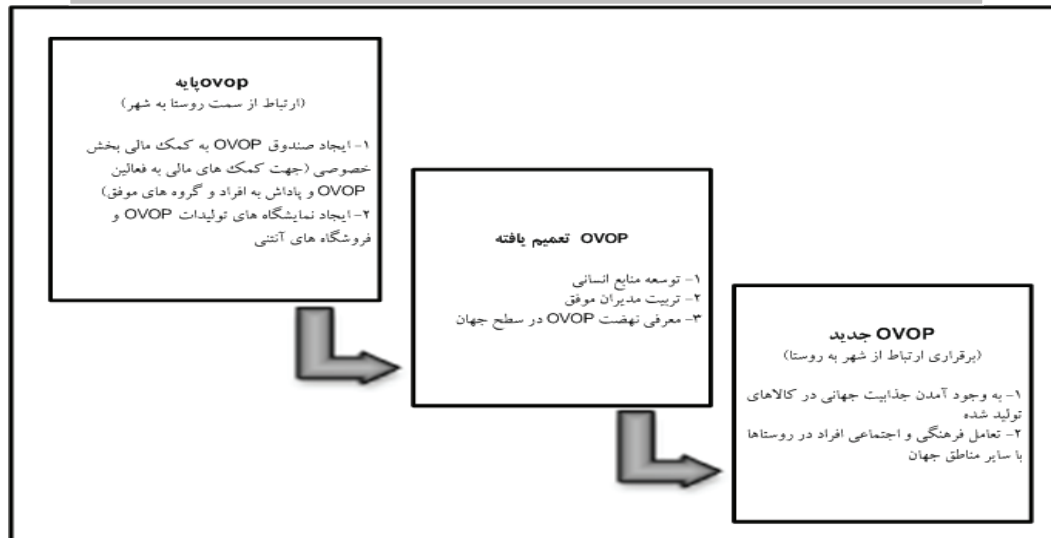 ovopپایه
(ارتباط از سمت روستا به شهر)
۱- ایجاد صندوق OVOP به کمک مالی بخش
خصوصی (جهت کمک های مالی به فعالین
OVOP و پاداش به افراد و گروه های موفق)
۲- ایجاد نمایشگاه های تولیدات OVOP و
فروشگاه های آنتنی
OVOP تعمیم یافته
۱- توسعه منابع انسانی
۲- تربیت مدیران موفق
۳- معرفی نهضت OVOP در سطح جهان
OVOP جدید
(برقراری ارتباط از شهر به روستا)
۱- به وجود آمدن جذابیت جهانی در کالاهای
تولید شده
۲- تعامل فرهنگی و اجتماعی افراد در روستاها
با سایر مناطق جهان